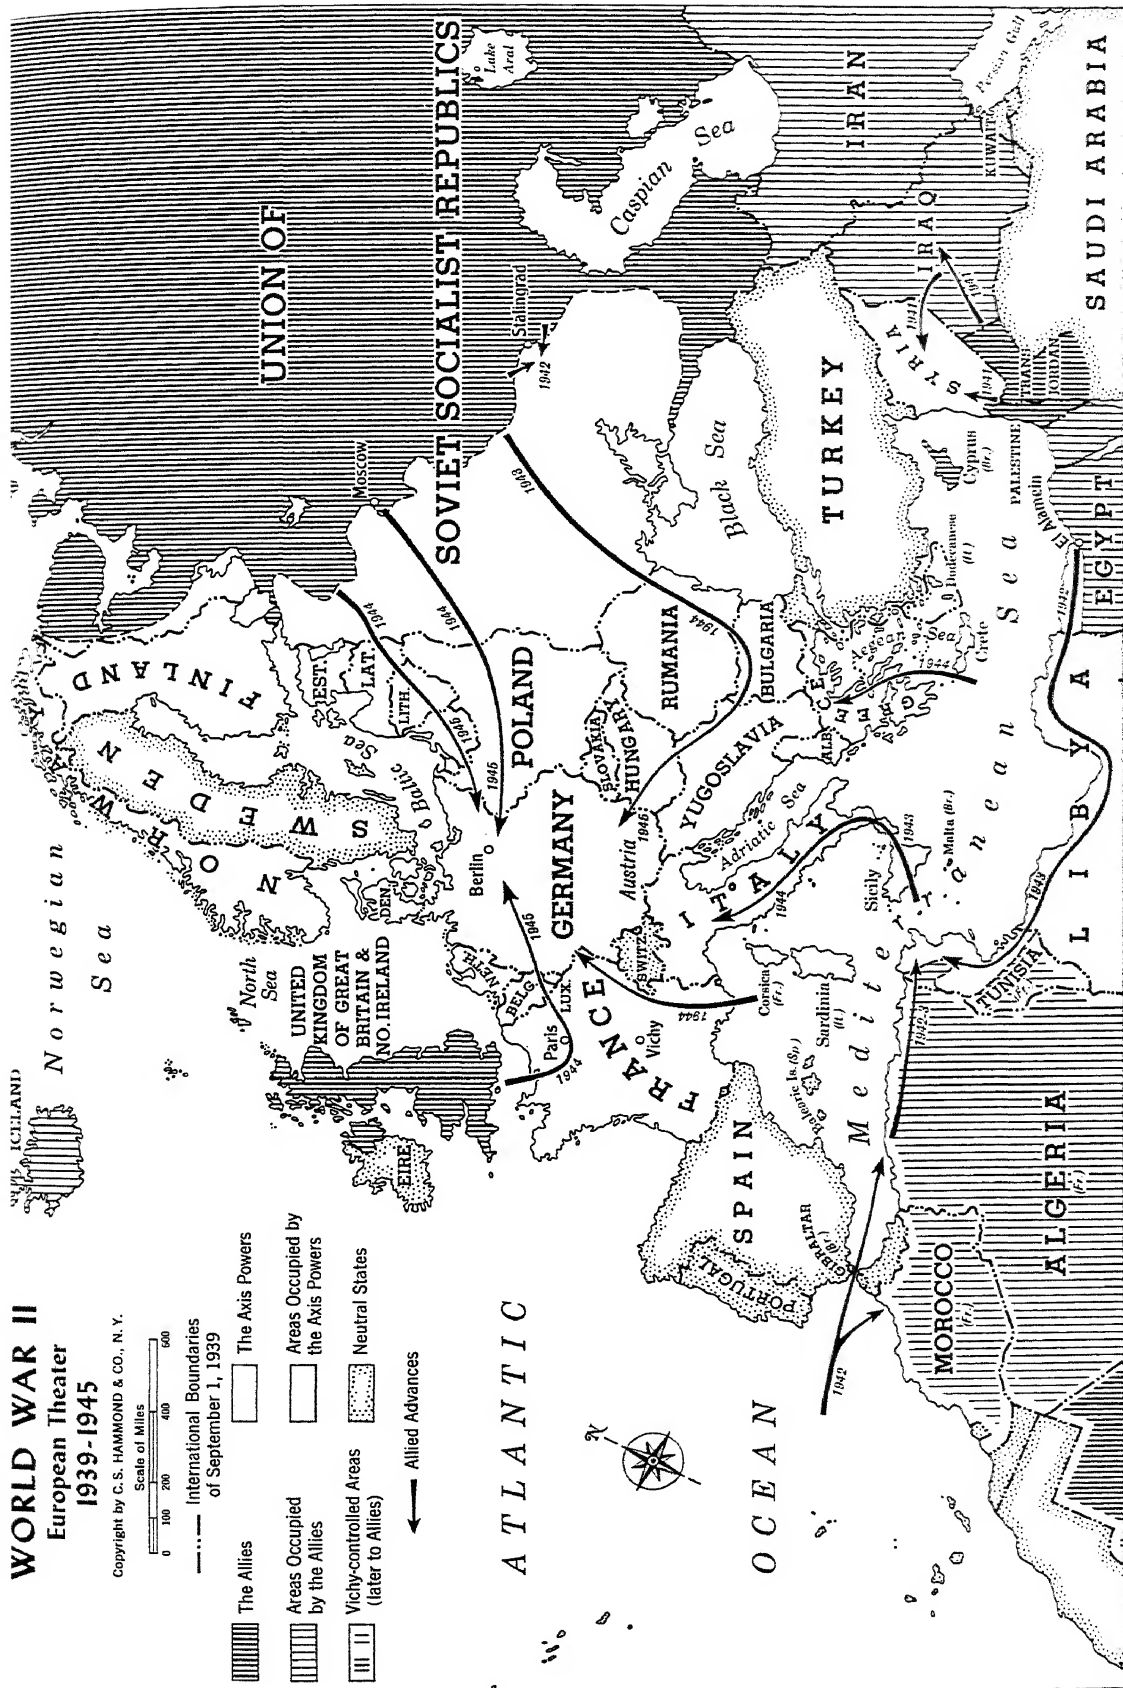 WORLD WAR II
European Theater
1939-1945
Copyright by C. S. HAMMOND & CO., N. Y.
Scale of Miles
0 100 200 400 600
International Boundaries
of September 1, 1939
The Allies
The Axis Powers
Areas Occupied
by the Allies
Areas Occupied by
the Axis Powers
Vichy-controlled Areas
(later to Allies)
Neutral States
Allied Advances
N
ATLANTIC
OCEAN
ICELAND
Norwegian
Sea
North
Sea
UNITED
KINGDOM
OF GREAT
BRITAIN &
NO. IRELAND
EIRE
NORWAY
SWEDEN
FINLAND
DEN.
Baltic
Sea
EST.
LAT.
LITH.
NETH.
BELG.
LUX.
Berlin
GERMANY
POLAND
Paris
FRANCE
Vichy
SWITZ.
Austria
SLOVAKIA
HUNGARY
RUMANIA
YUGOSLAVIA
BULGARIA
ALB.
GREECE
ITALY
Adriatic Sea
Corsica
(Fr.)
Sardinia
(It.)
Sicily
Malta (Br.)
SPAIN
PORTUGAL
GIBRALTAR
(Br.)
Baleoric Is. (Sp.)
Mediterranean Sea
Aegean
Sea
Crete
Dodecanese
(It.)
Cyprus
(Br.)
MOROCCO
(Fr.)
ALGERIA
(Fr.)
TUNISIA
(Fr.)
LIBYA
EGYPT
El Alamein
PALESTINE
TRANS-
JORDAN
SYRIA
IRAQ
SAUDI ARABIA
KUWAIT
Persian Gulf
IRAN
TURKEY
Black Sea
Caspian
Sea
Lake
Aral
UNION OF
SOVIET SOCIALIST REPUBLICS
Moscow
Stalingrad
1942
1943
1944
1945
1944
1944
1945
1945
1944
1945
1944
1944
1943
1944
1942
1942-3
1943
1944
1941
1941
1941